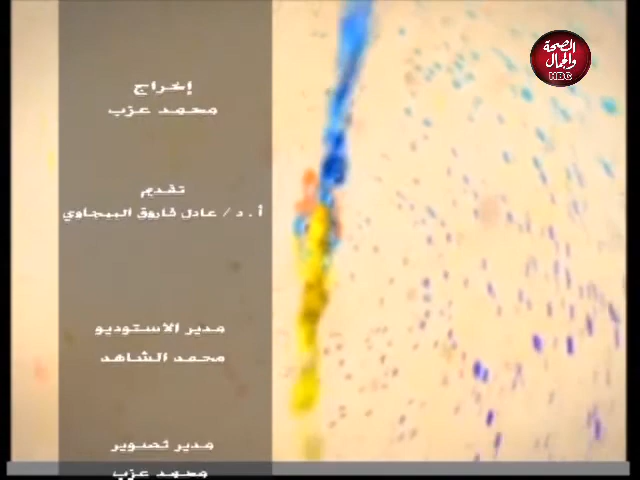 الصحة
والجمال
HBC
إخراج
محمد عزب
تقديم
أ.د/ عادل فاروق البيجاوي
مدير الاستوديو
محمد الشاهد
مدير تصوير
محمد عزب